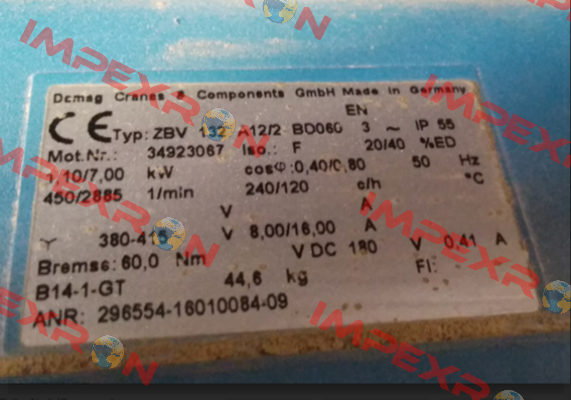 IMPEXRON
Demag Cranes & Components GmbH Made in Germany
EN
CE Typ: ZBV 132 A12/2 BD060 3 ~ IP 55
Mot.Nr.: 34923067 Iso.: F 20/40 %ED
1,10/7,00 kW cosφ:0,40/0,80 50 Hz
450/2885 1/min 240/120 c/h °C
V A
Y 380-415 V 8,00/16,00 A
Bremse: 60,0 Nm V DC 180 V 0,41 A
B14-1-GT 44,6 kg FI:
ANR: 296554-16010084-09